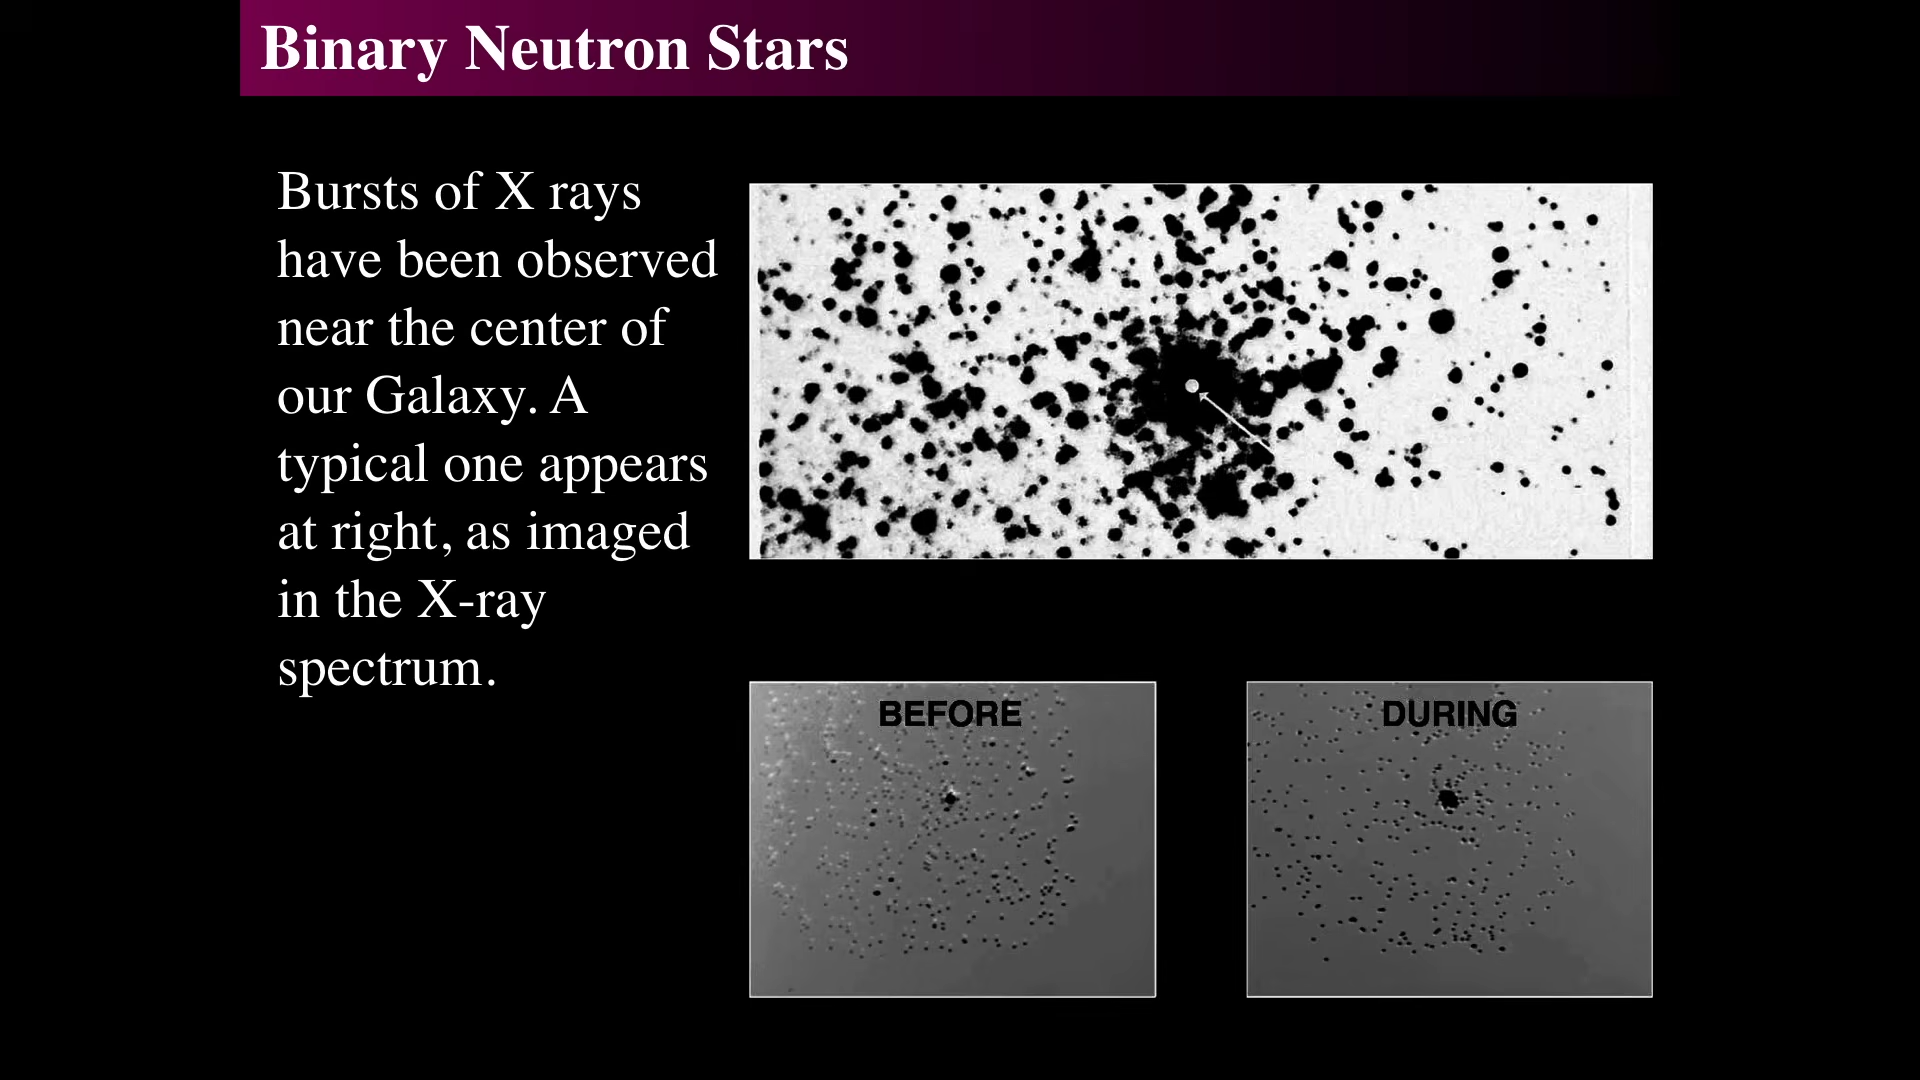 Binary Neutron Stars
Bursts of X rays
have been observed
near the center of
our Galaxy. A
typical one appears
at right, as imaged
in the X-ray
spectrum.
BEFORE
DURING